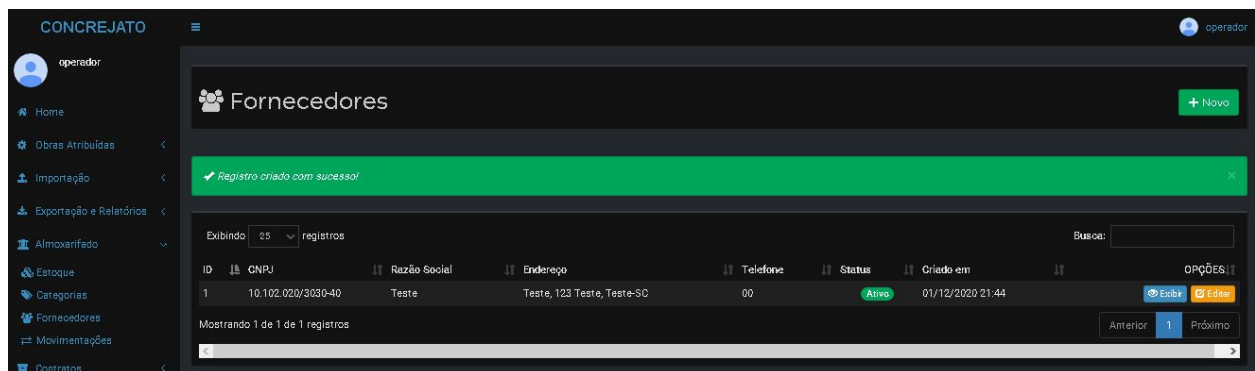 CONCREJATO
operador
operador
Home
Obras Atribuídas
Importação
Exportação e Relatórios
Almoxarifado
Estoque
Categorias
Fornecedores
Movimentações
Contratos
Fornecedores
+ Novo
Registro criado com sucesso!
×
Exibindo 25 registros
Busca:
ID CNPJ Razão Social Endereço Telefone Status Criado em OPÇÕES
1 10.102.020/3030-40 Teste Teste, 123 Teste, Teste-SC 00 Ativo 01/12/2020 21:44 Exibir Editar
Mostrando 1 de 1 de 1 registros
Anterior 1 Próximo